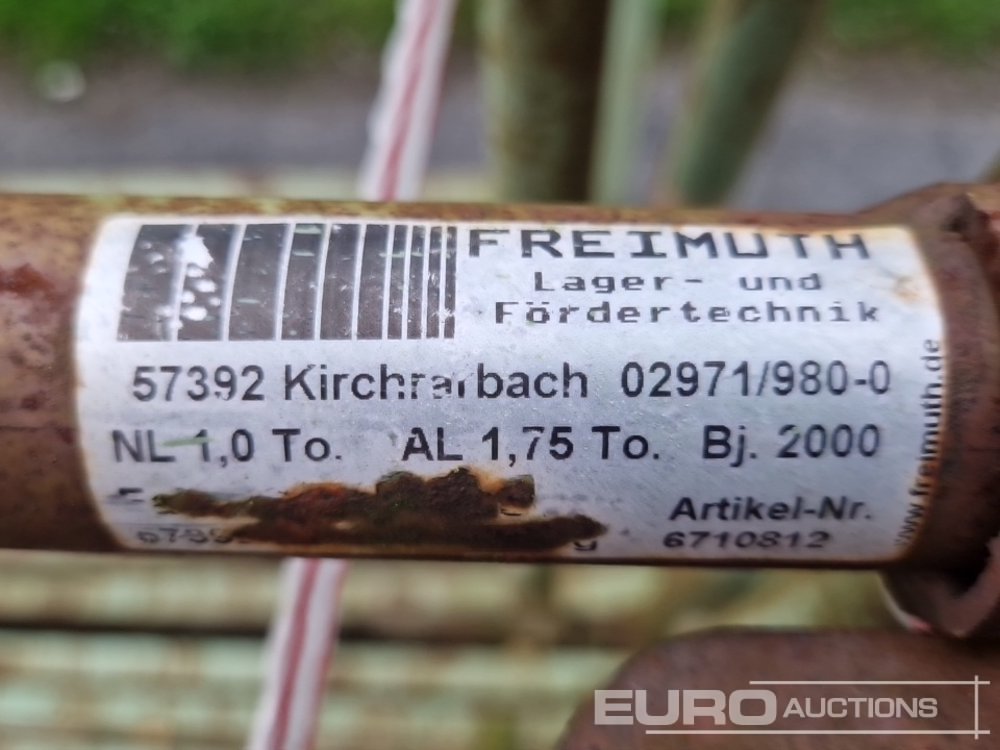 FREIMUTH
Lager- und
Fördertechnik
57392 Kirchrarbach 02971/980-0
NL 1,0 To. AL 1,75 To. Bj. 2000
Artikel-Nr.
6710812
www.freimuth.de
EURO AUCTIONS